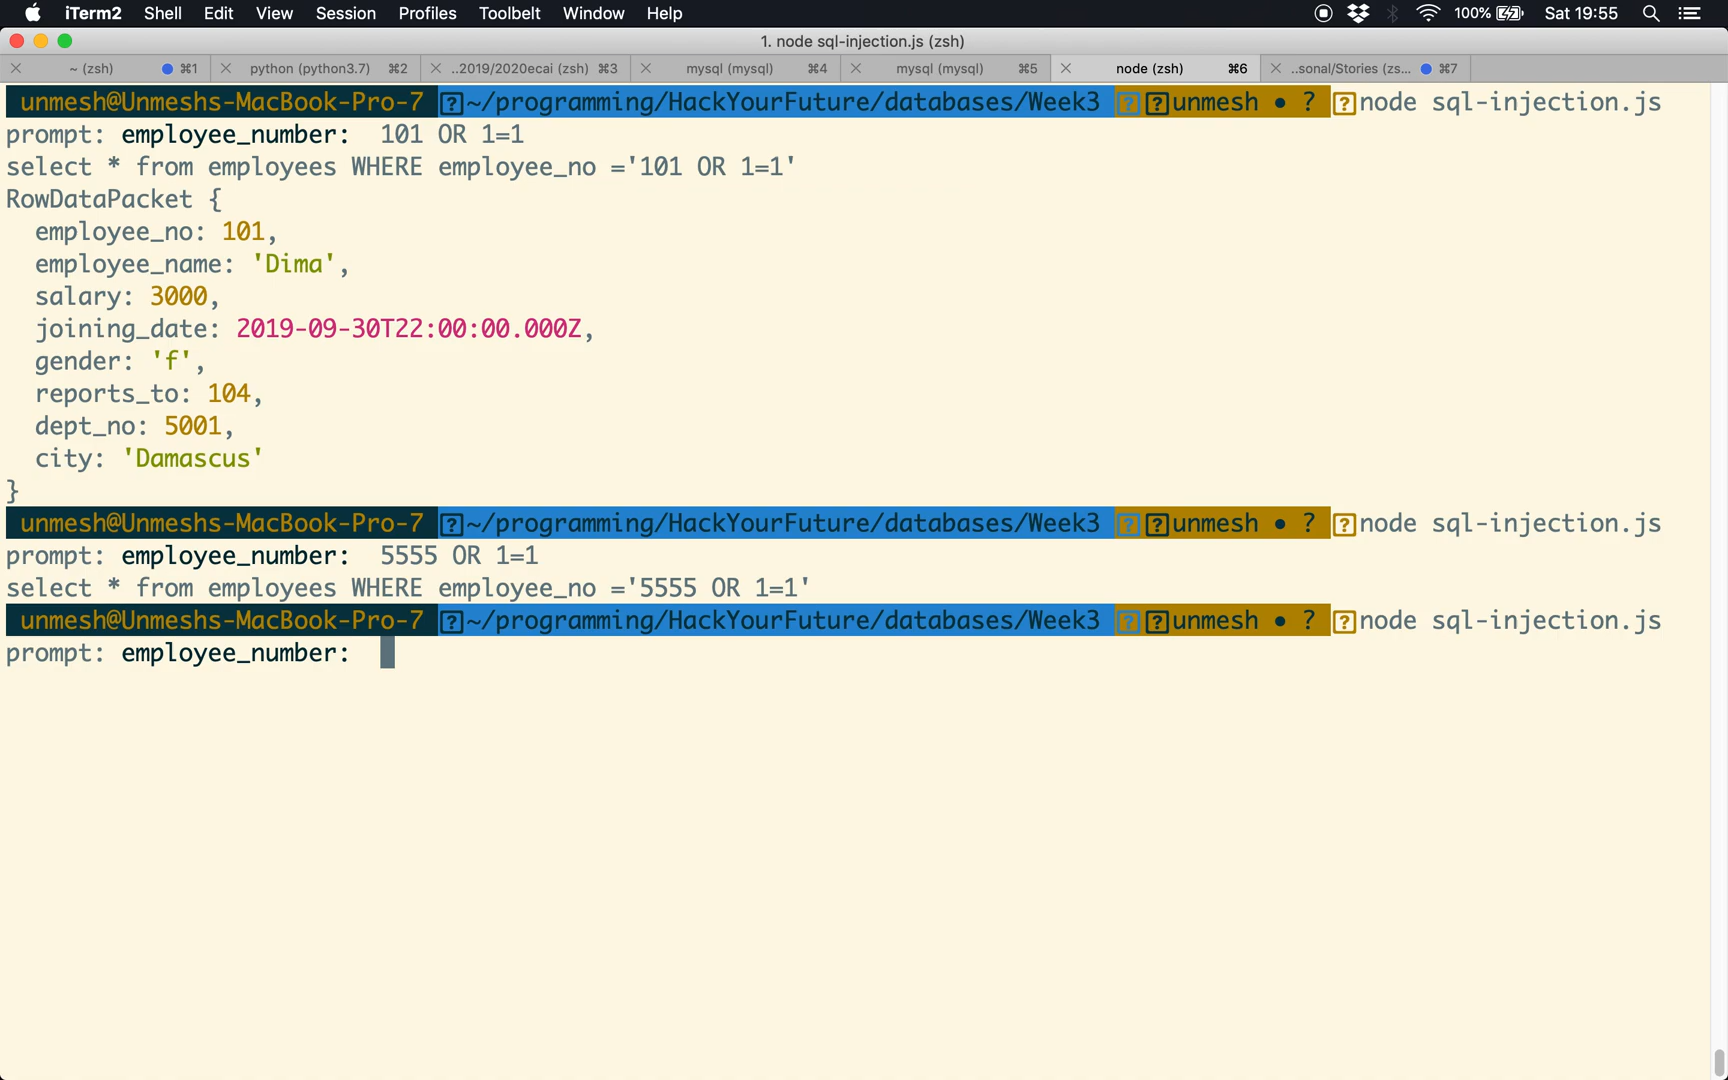 iTerm2 Shell Edit View Session Profiles Toolbelt Window Help 100% Sat 19:55
1. node sql-injection.js (zsh)
~ (zsh) ⌘1 python (python3.7) ⌘2 ..2019/2020ecai (zsh) ⌘3 mysql (mysql) ⌘4 mysql (mysql) ⌘5 node (zsh) ⌘6 ..sonal/Stories (zs... ⌘7
unmesh@Unmeshs-MacBook-Pro-7 ?~/programming/HackYourFuture/databases/Week3 ? ?unmesh • ? ?node sql-injection.js
prompt: employee_number:  101 OR 1=1
select * from employees WHERE employee_no ='101 OR 1=1'
RowDataPacket {
  employee_no: 101,
  employee_name: 'Dima',
  salary: 3000,
  joining_date: 2019-09-30T22:00:00.000Z,
  gender: 'f',
  reports_to: 104,
  dept_no: 5001,
  city: 'Damascus'
}
unmesh@Unmeshs-MacBook-Pro-7 ?~/programming/HackYourFuture/databases/Week3 ? ?unmesh • ? ?node sql-injection.js
prompt: employee_number:  5555 OR 1=1
select * from employees WHERE employee_no ='5555 OR 1=1'
unmesh@Unmeshs-MacBook-Pro-7 ?~/programming/HackYourFuture/databases/Week3 ? ?unmesh • ? ?node sql-injection.js
prompt: employee_number: